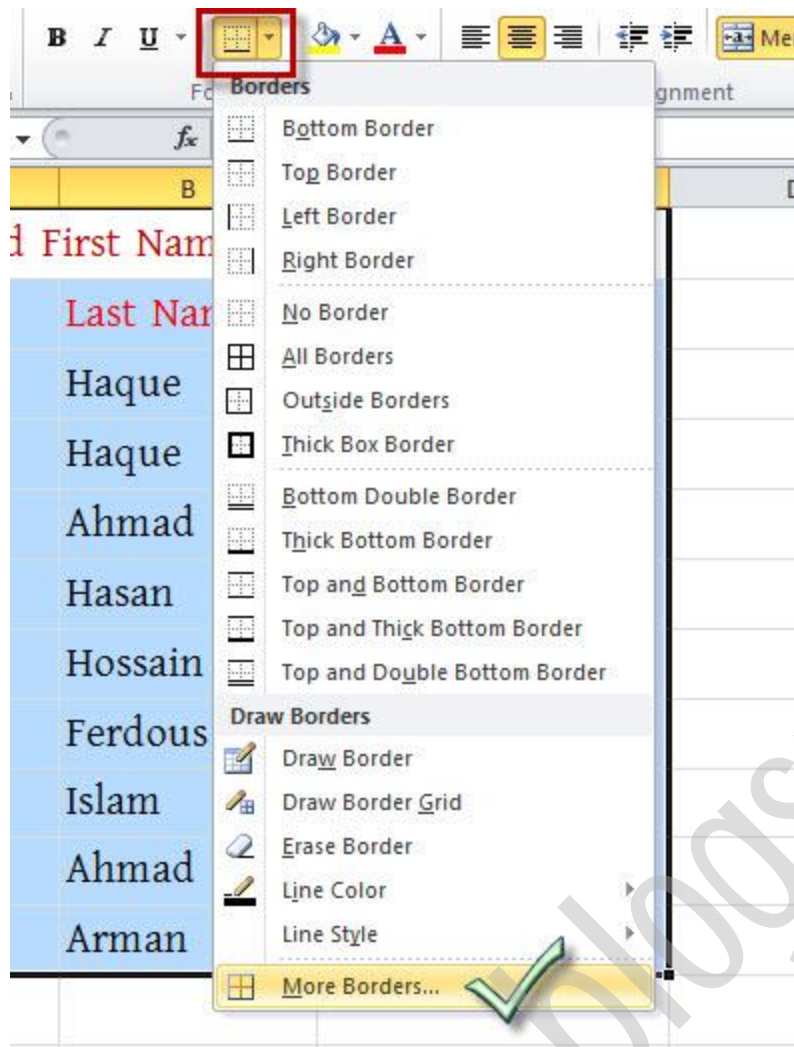 B I U A Me
Fo gnment
fx
B D
d First Nam
Last Nar
Haque
Haque
Ahmad
Hasan
Hossain
Ferdous
Islam
Ahmad
Arman
Borders
Bottom Border
Top Border
Left Border
Right Border
No Border
All Borders
Outside Borders
Thick Box Border
Bottom Double Border
Thick Bottom Border
Top and Bottom Border
Top and Thick Bottom Border
Top and Double Bottom Border
Draw Borders
Draw Border
Draw Border Grid
Erase Border
Line Color
Line Style
More Borders...
blogs